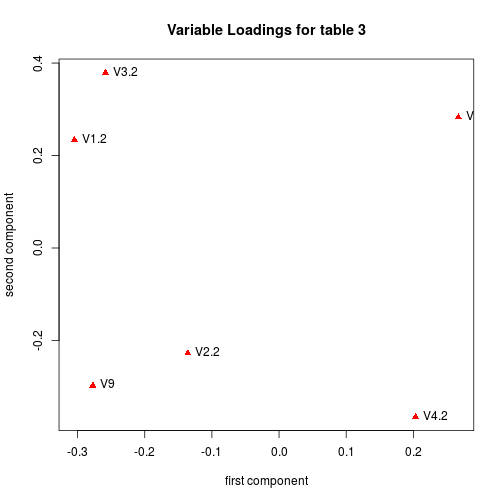 Variable Loadings for table 3
second component
0.4
0.2
0.0
-0.2
V3.2
V
V1.2
V2.2
V9
V4.2
-0.3 -0.2 -0.1 0.0 0.1 0.2
first component